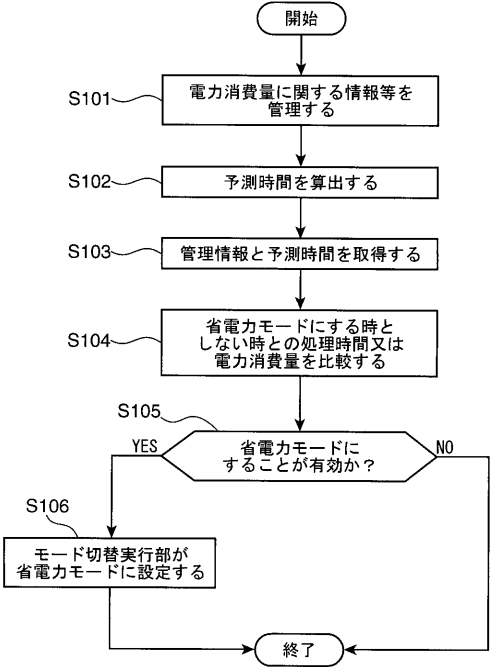 開始
S101
電力消費量に関する情報等を
管理する
S102
予測時間を算出する
S103
管理情報と予測時間を取得する
S104
省電力モードにする時と
しない時との処理時間又は
電力消費量を比較する
S105
YES
省電力モードに
することが有効か?
NO
S106
モード切替実行部が
省電力モードに設定する
終了